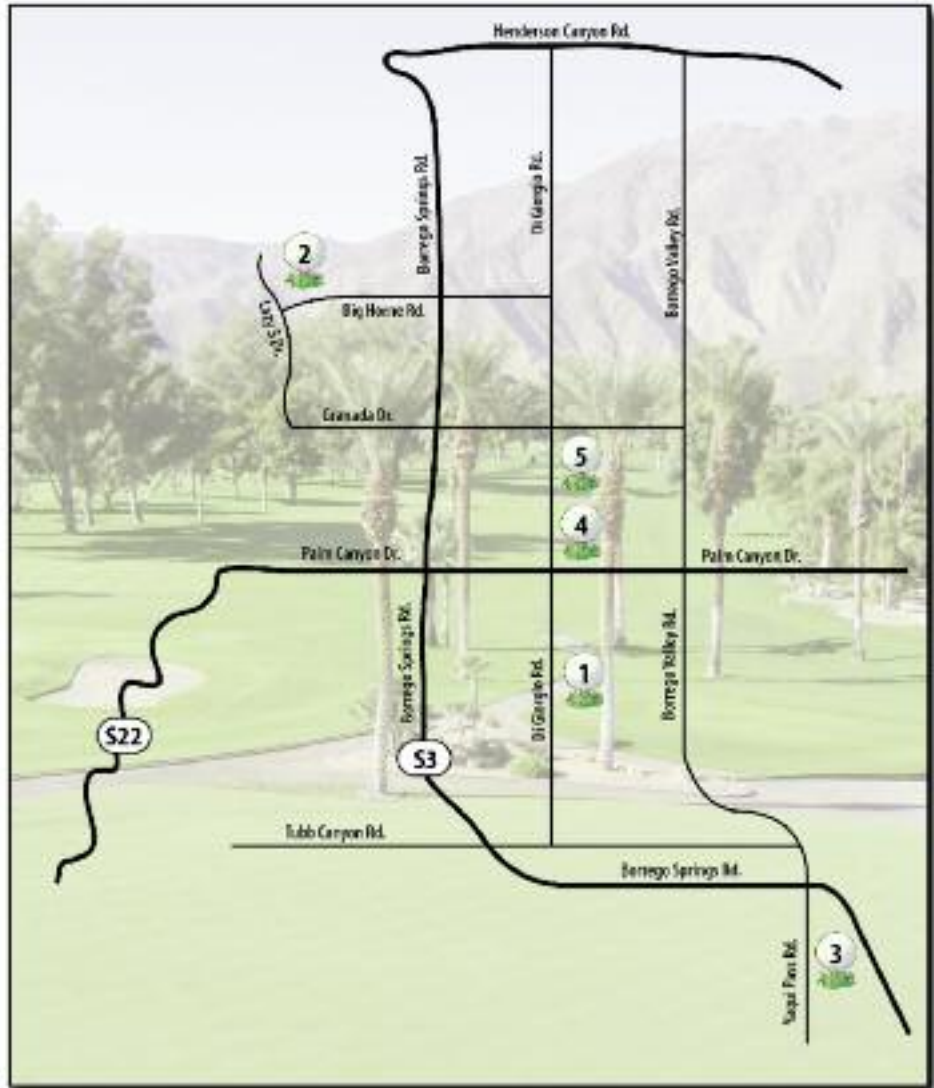 Henderson Canyon Rd.
Borrego Springs Rd.
Di Giorgio Rd.
Borrego Valley Rd.
2
Big Horne Rd.
Lazy S Dr.
Granada Dr.
5
4
Palm Canyon Dr.
Palm Canyon Dr.
Borrego Springs Rd.
Di Giorgio Rd.
Borrego Valley Rd.
1
S22
S3
Tubb Canyon Rd.
Borrego Springs Rd.
Yaqui Pass Rd.
3